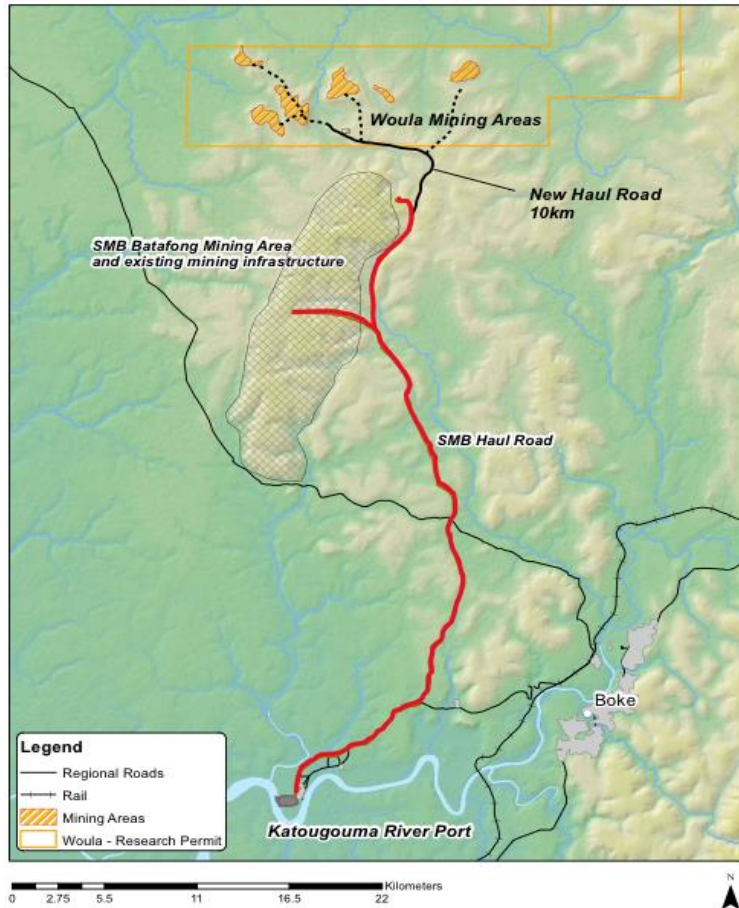 Woula Mining Areas
New Haul Road
10km
SMB Batafong Mining Area
and existing mining infrastructure
SMB Haul Road
Boke
Legend
Regional Roads
Rail
Mining Areas
Woula - Research Permit
Katougouma River Port
Kilometers
0 2.75 5.5 11 16.5 22
N